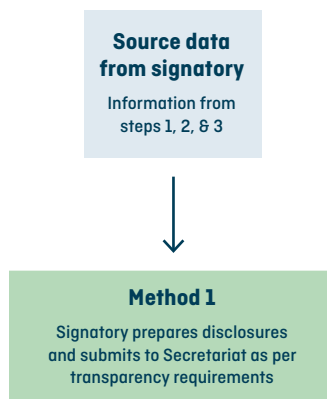 Source data
from signatory
Information from
steps 1, 2, & 3
Method 1
Signatory prepares disclosures
and submits to Secretariat as per
transparency requirements